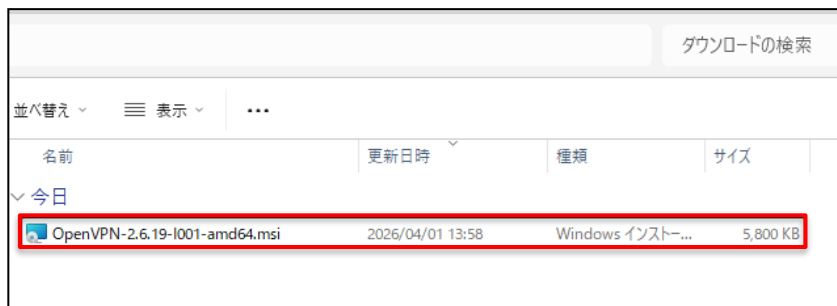 ダウンロードの検索
並べ替え 表示 ...
名前 更新日時 種類 サイズ
今日
OpenVPN-2.6.19-I001-amd64.msi 2026/04/01 13:58 Windows インストー... 5,800 KB